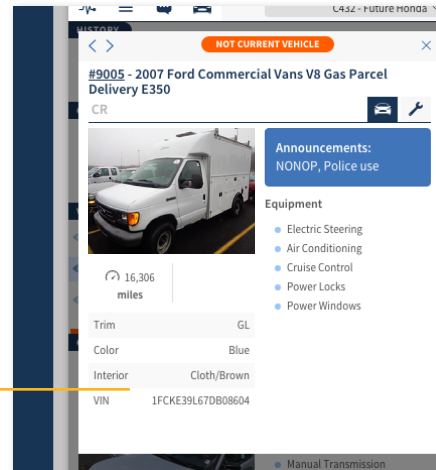 C432 - Future Honda
HISTORY
NOT CURRENT VEHICLE
#9005 - 2007 Ford Commercial Vans V8 Gas Parcel
Delivery E350
CR
Announcements:
NONOP, Police use
Equipment
Electric Steering
Air Conditioning
Cruise Control
Power Locks
Power Windows
16,306
miles
Trim GL
Color Blue
Interior Cloth/Brown
VIN 1FCKE39L67DB08604
Manual Transmission